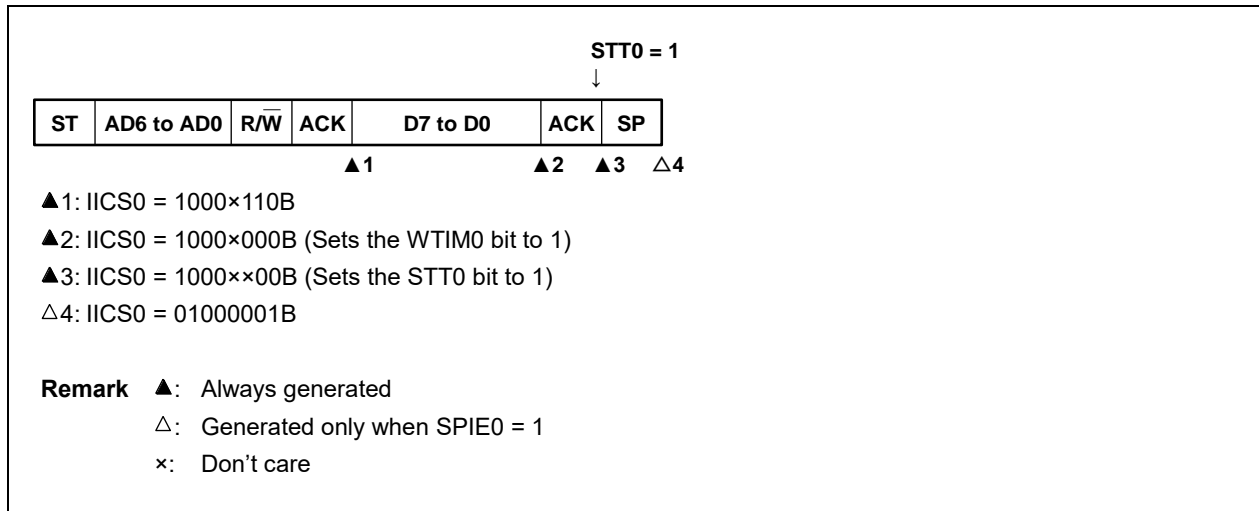 STT0 = 1
↓
ST AD6 to AD0 R/W̅ ACK D7 to D0 ACK SP
▲1 ▲2 ▲3 △4
▲1: IICS0 = 1000×110B
▲2: IICS0 = 1000×000B (Sets the WTIM0 bit to 1)
▲3: IICS0 = 1000××00B (Sets the STT0 bit to 1)
△4: IICS0 = 01000001B
Remark ▲: Always generated
△: Generated only when SPIE0 = 1
×: Don’t care